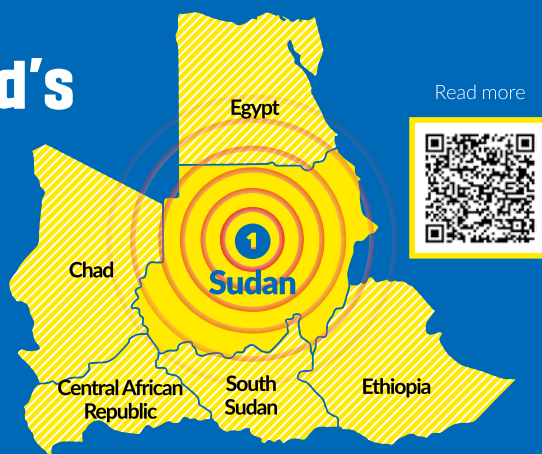 d's
Read more
Egypt
1
Sudan
Chad
Central African
Republic
South
Sudan
Ethiopia